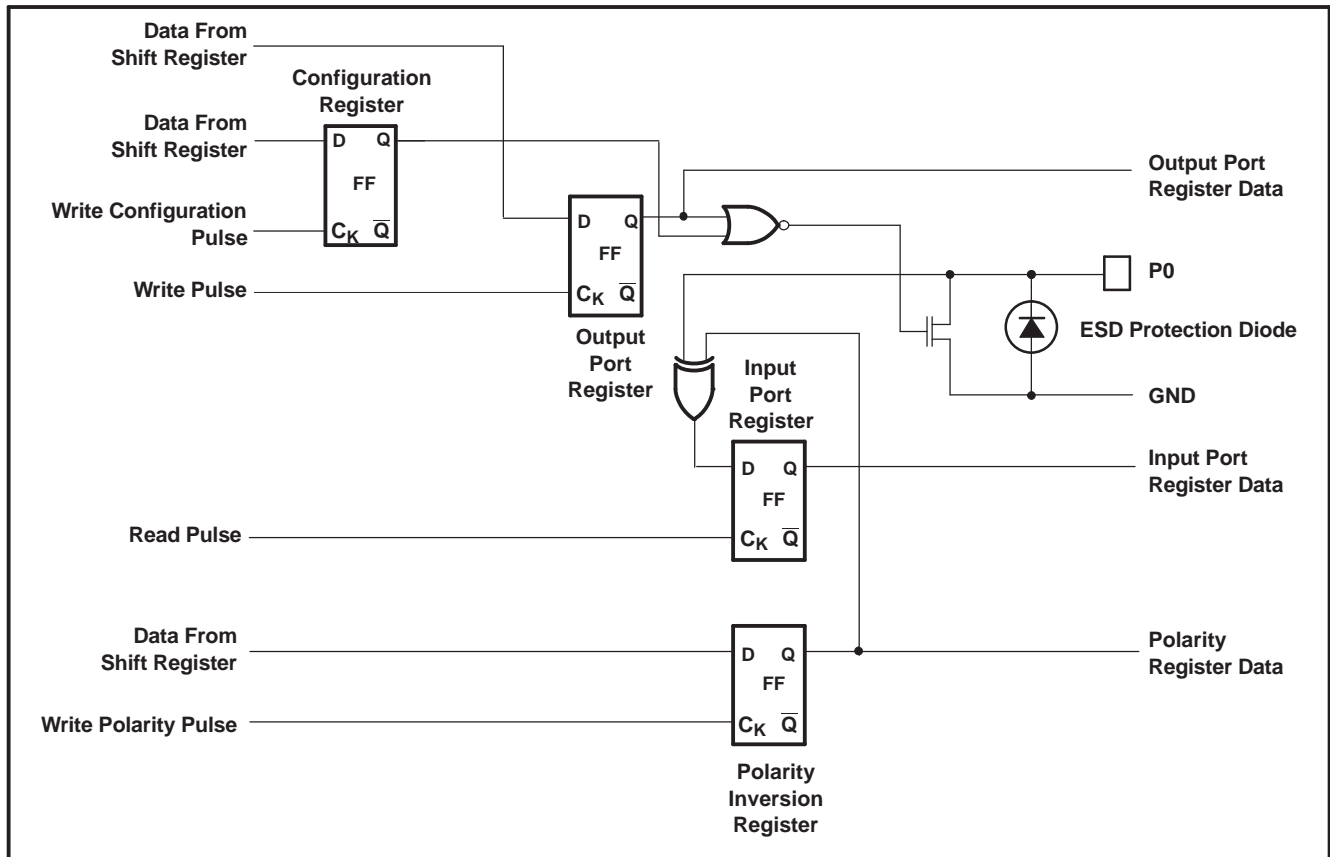 Data From
Shift Register
Configuration
Register
Data From
Shift Register
D Q
FF
Write Configuration
Pulse
CK Q̅
Output Port
Register Data
D Q
FF
CK Q̅
Write Pulse
Output
Port
Register
P0
ESD Protection Diode
GND
Input
Port
Register
D Q
FF
CK Q̅
Input Port
Register Data
Read Pulse
Data From
Shift Register
D Q
FF
CK Q̅
Polarity
Register Data
Write Polarity Pulse
Polarity
Inversion
Register